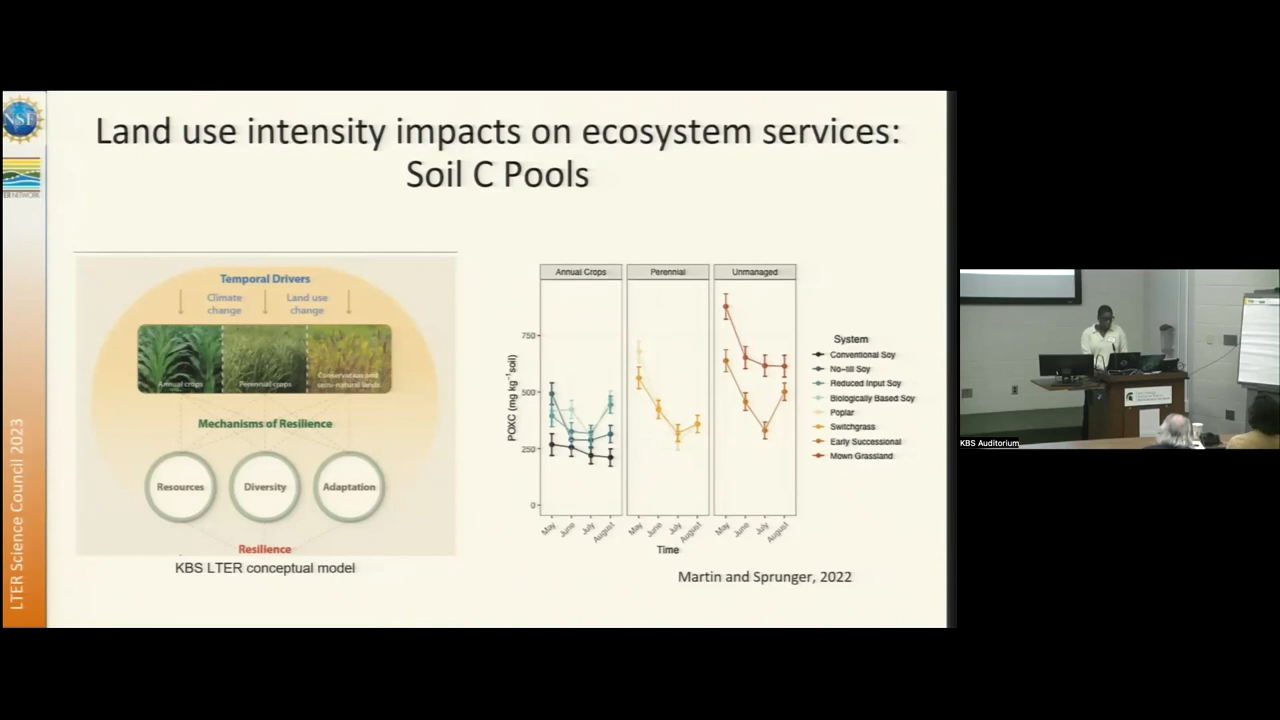 NSF
ER NETWORK
LTER Science Council 2023
Land use intensity impacts on ecosystem services:
Soil C Pools
Temporal Drivers
Climate
change
Land use
change
Annual crops
Perennial crops
Conservation and
semi-natural lands
Mechanisms of Resilience
Resources
Diversity
Adaptation
Resilience
KBS LTER conceptual model
Annual Crops
Perennial
Unmanaged
POXC (mg kg⁻¹soil)
750
500
250
0
May
June
July
August
May
June
July
August
May
June
July
August
Time
System
Conventional Soy
No-till Soy
Reduced Input Soy
Biologically Based Soy
Poplar
Switchgrass
Early Successional
Mown Grassland
Martin and Sprunger, 2022
KBS Auditorium